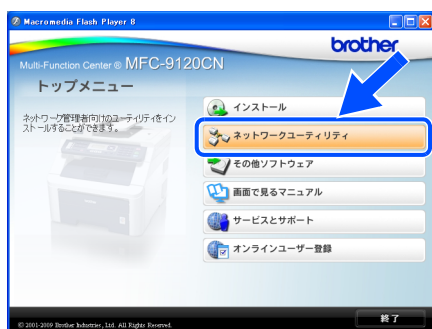 Macromedia Flash Player 8
brother
Multi-Function Center ® MFC-9120CN
トップメニュー
ネットワーク管理者向けのユーティリティをイン
ストールすることができます。
インストール
ネットワークユーティリティ
その他ソフトウェア
画面で見るマニュアル
サービスとサポート
オンラインユーザー登録
© 2001-2009 Brother Industries, Ltd. All Rights Reserved.
終了